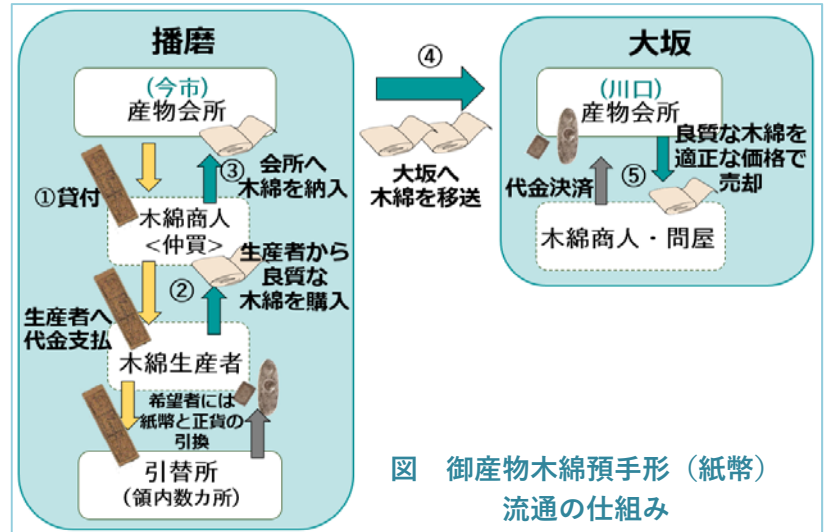 播磨
(今市)
産物会所
①貸付
③
会所へ
木綿を納入
木綿商人
<仲買>
②
生産者から
良質な
木綿を購入
生産者へ
代金支払
木綿生産者
希望者には
紙幣と正貨の
引換
引替所
(領内数カ所)
④
大坂へ
木綿を移送
大坂
(川口)
産物会所
代金決済
⑤
良質な木綿を
適正な価格で
売却
木綿商人・問屋
図 御産物木綿預手形(紙幣)
流通の仕組み